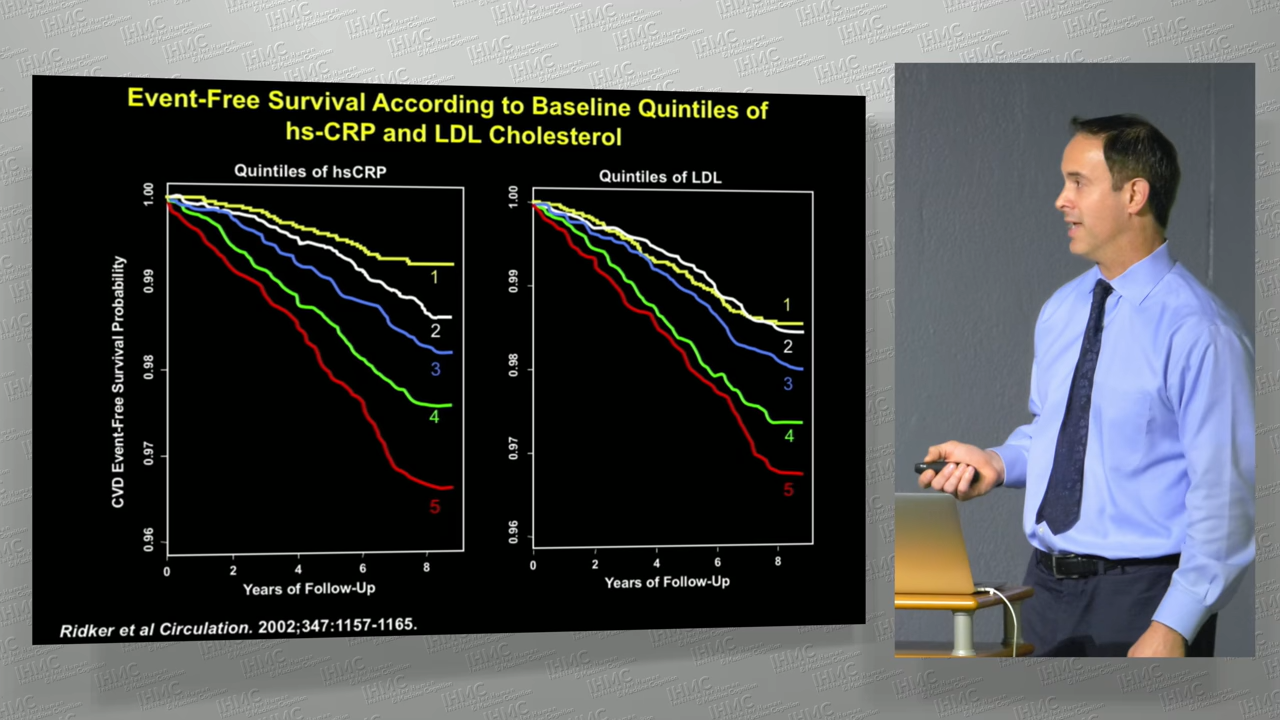 Event-Free Survival According to Baseline Quintiles of
hs-CRP and LDL Cholesterol
Quintiles of hsCRP
CVD Event-Free Survival Probability
1.00
0.99
0.98
0.97
0.96
1
2
3
4
5
0 2 4 6 8
Years of Follow-Up
Quintiles of LDL
1.00
0.99
0.98
0.97
0.96
1
2
3
4
5
0 2 4 6 8
Years of Follow-Up
Ridker et al Circulation. 2002;347:1157-1165.
IHMC